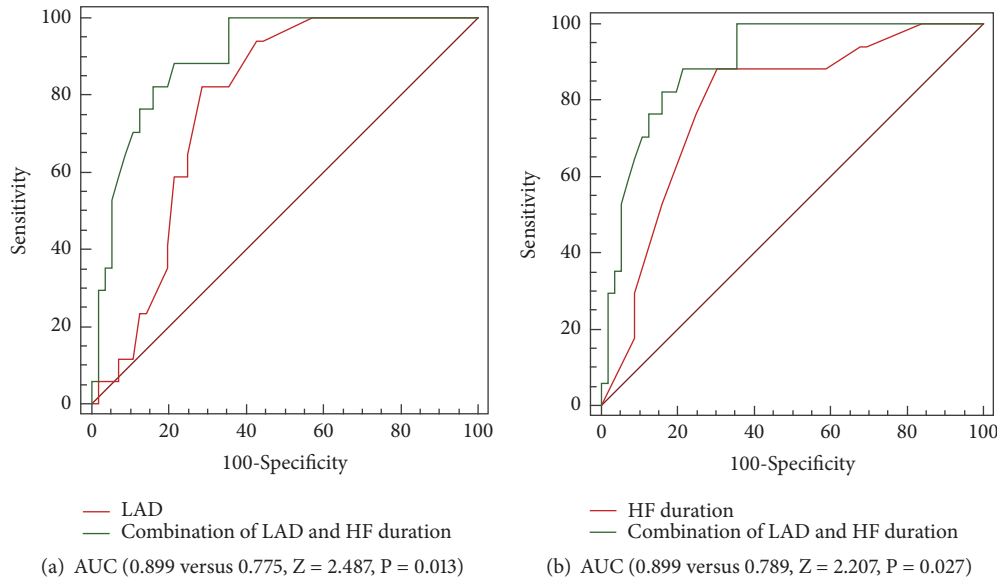 100
80
60
40
20
0
Sensitivity
0 20 40 60 80 100
100-Specificity
LAD
Combination of LAD and HF duration
(a) AUC (0.899 versus 0.775, Z = 2.487, P = 0.013)
100
80
60
40
20
0
Sensitivity
0 20 40 60 80 100
100-Specificity
HF duration
Combination of LAD and HF duration
(b) AUC (0.899 versus 0.789, Z = 2.207, P = 0.027)